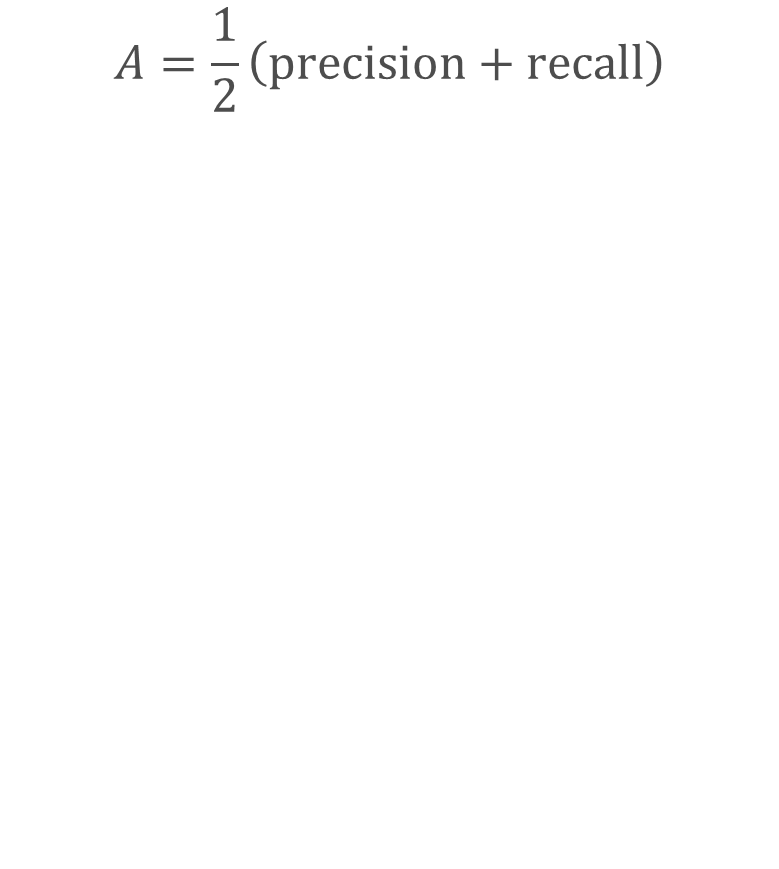 A = 1/2 (precision + recall)